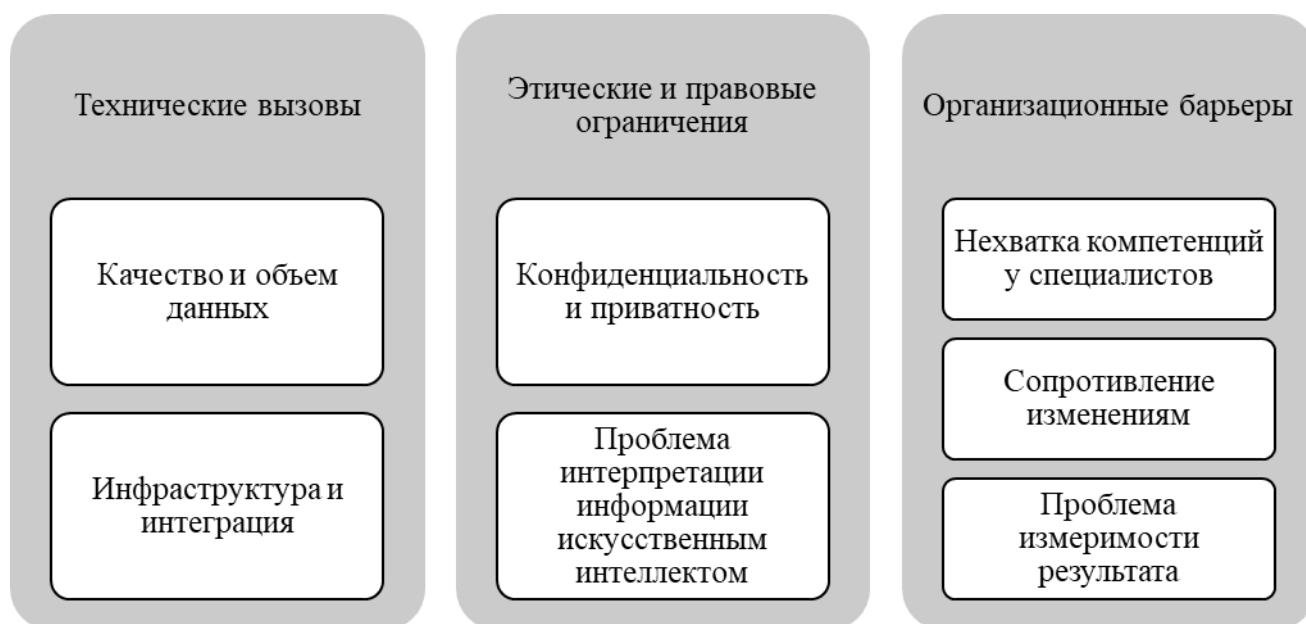 Технические вызовы
Качество и объем
данных
Инфраструктура и
интеграция
Этические и правовые
ограничения
Конфиденциальность
и приватность
Проблема
интерпретации
информации
искусственным
интеллектом
Организационные барьеры
Нехватка компетенций
у специалистов
Сопротивление
изменениям
Проблема
измеримости
результата